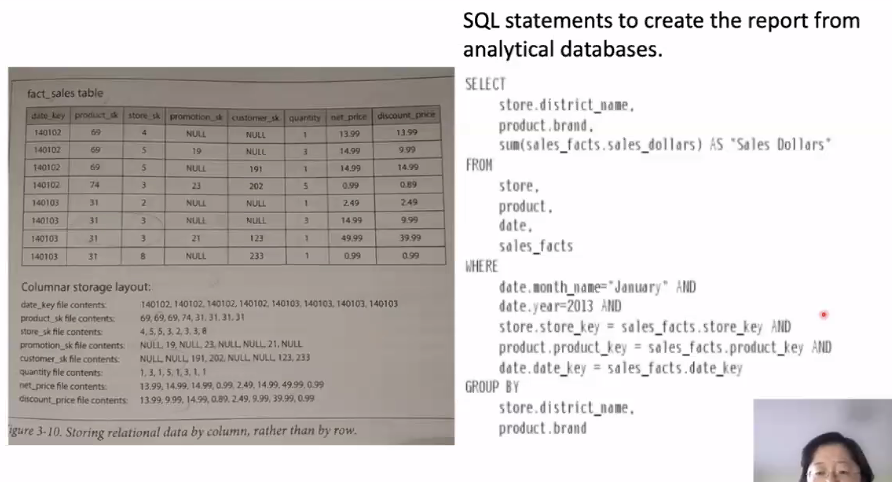 SQL statements to create the report from
analytical databases.
fact_sales table
date_key product_sk store_sk promotion_sk customer_sk quantity net_price discount_price
140102 69 4 NULL NULL 1 13.99 13.99
140102 69 5 19 NULL 3 14.99 9.99
140102 69 5 NULL 191 1 14.99 14.99
140102 74 3 23 202 5 0.99 0.89
140103 31 2 NULL NULL 1 2.49 2.49
140103 31 3 NULL NULL 3 14.99 9.99
140103 31 3 21 123 1 49.99 39.99
140103 31 8 NULL 233 1 0.99 0.99
Columnar storage layout:
date_key file contents: 140102, 140102, 140102, 140102, 140103, 140103, 140103, 140103
product_sk file contents: 69, 69, 69, 74, 31, 31, 31, 31
store_sk file contents: 4, 5, 5, 3, 2, 3, 3, 8
promotion_sk file contents: NULL, 19, NULL, 23, NULL, NULL, 21, NULL
customer_sk file contents: NULL, NULL, 191, 202, NULL, NULL, 123, 233
quantity file contents: 1, 3, 1, 5, 1, 3, 1, 1
net_price file contents: 13.99, 14.99, 14.99, 0.99, 2.49, 14.99, 49.99, 0.99
discount_price file contents: 13.99, 9.99, 14.99, 0.89, 2.49, 9.99, 39.99, 0.99
igure 3-10. Storing relational data by column, rather than by row.
SELECT
store.district_name,
product.brand,
sum(sales_facts.sales_dollars) AS "Sales Dollars"
FROM
store,
product,
date,
sales_facts
WHERE
date.month_name="January" AND
date.year=2013 AND
store.store_key = sales_facts.store_key AND
product.product_key = sales_facts.product_key AND
date.date_key = sales_facts.date_key
GROUP BY
store.district_name,
product.brand